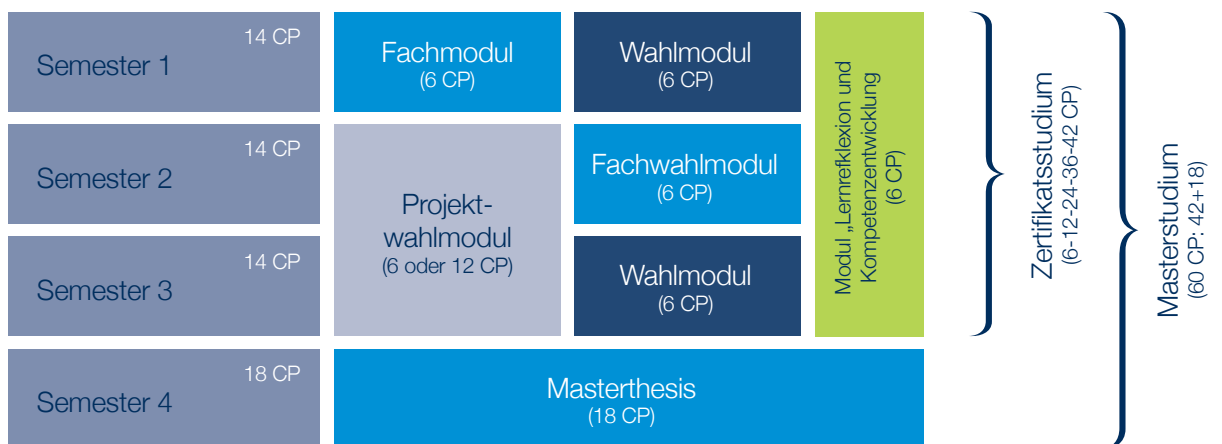 Semester 1
14 CP
Fachmodul
(6 CP)
Wahlmodul
(6 CP)
Semester 2
14 CP
Projekt-
wahlmodul
(6 oder 12 CP)
Fachwahlmodul
(6 CP)
Semester 3
14 CP
Wahlmodul
(6 CP)
Modul „Lernrefklexion und
Kompetenzentwicklung
(6 CP)
Semester 4
18 CP
Masterthesis
(18 CP)
Zertifikatsstudium
(6-12-24-36-42 CP)
Masterstudium
(60 CP: 42+18)